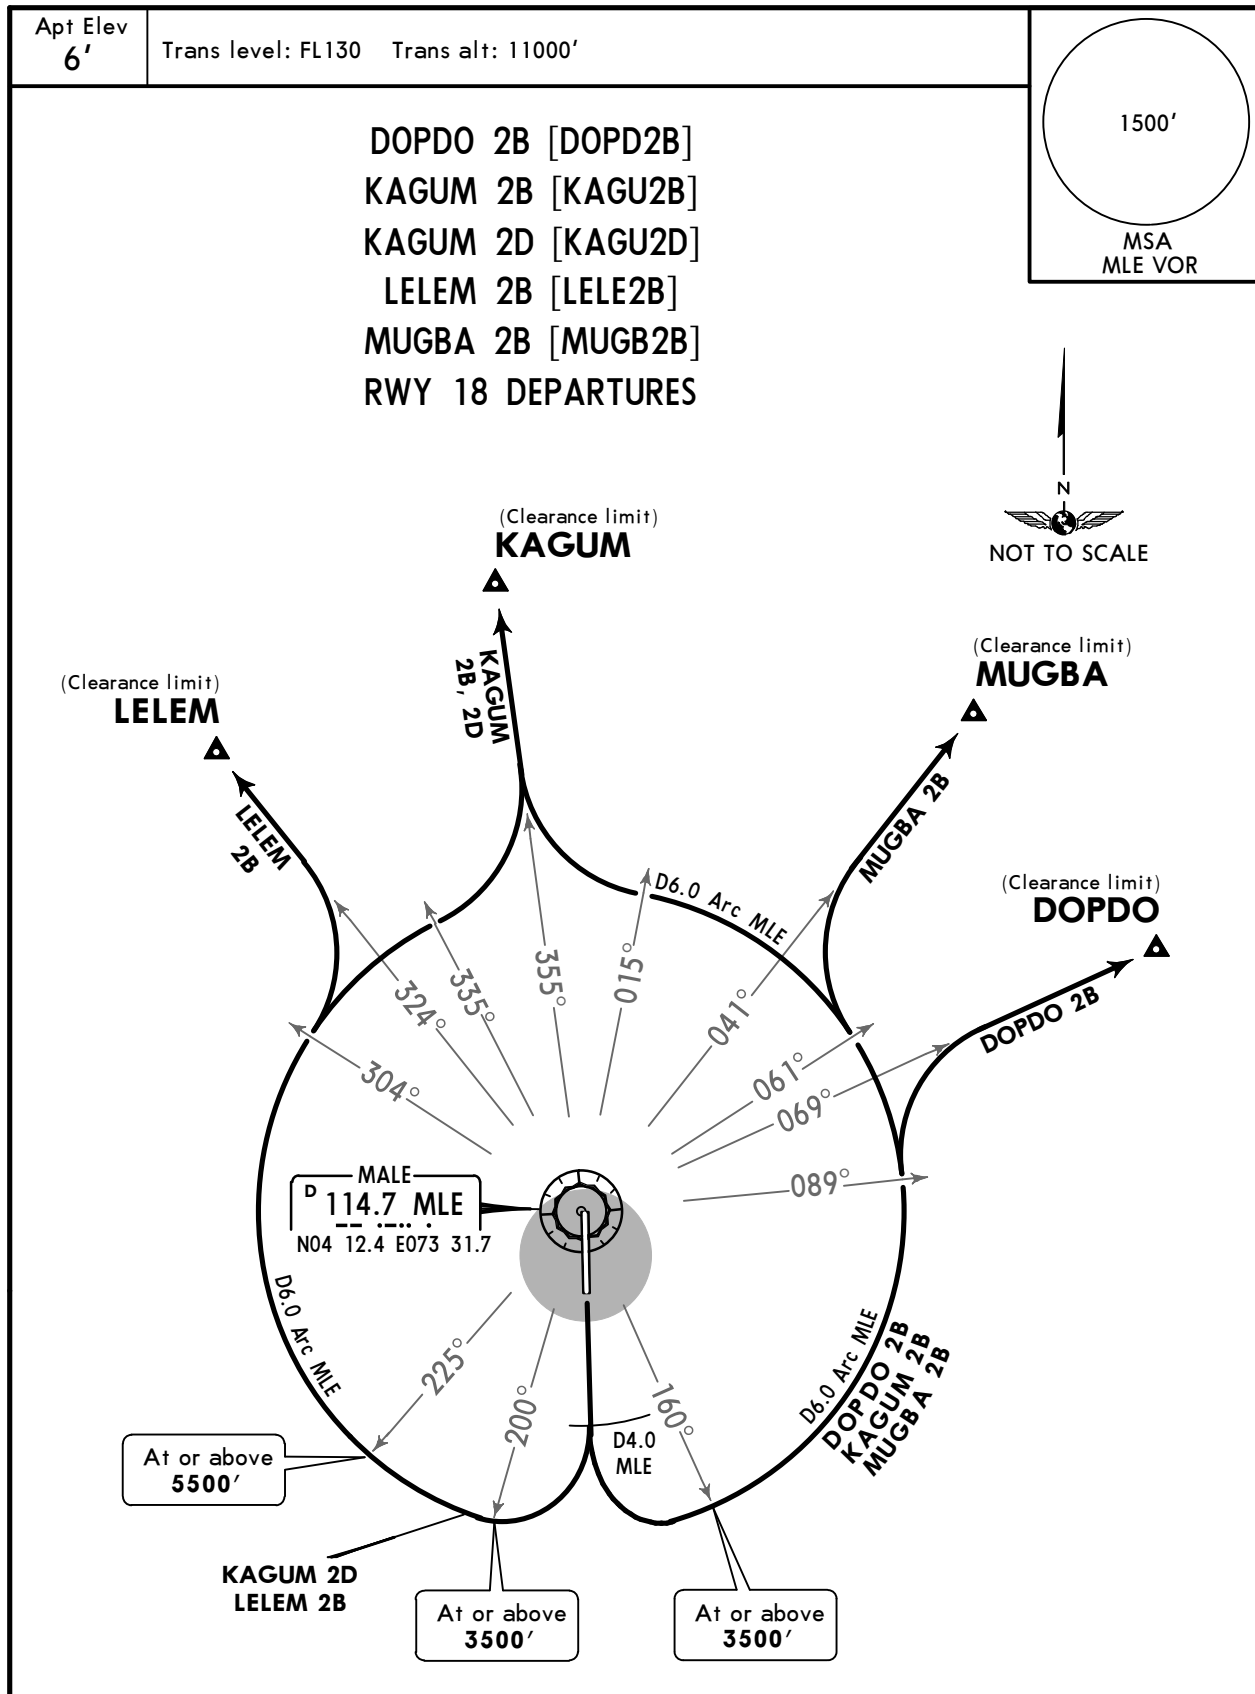 Apt Elev
6'
Trans level: FL130 Trans alt: 11000'
1500'
MSA
MLE VOR
DOPDO 2B [DOPD2B]
KAGUM 2B [KAGU2B]
KAGUM 2D [KAGU2D]
LELEM 2B [LELE2B]
MUGBA 2B [MUGB2B]
RWY 18 DEPARTURES
N
NOT TO SCALE
(Clearance limit)
KAGUM
(Clearance limit)
MUGBA
(Clearance limit)
LELEM
(Clearance limit)
DOPDO
KAGUM
2B, 2D
LELEM
2B
MUGBA 2B
DOPDO 2B
D6.0 Arc MLE
304°
324°
335°
355°
015°
041°
061°
069°
089°
MALE
D 114.7 MLE
N04 12.4 E073 31.7
D6.0 Arc MLE
225°
200°
160°
D4.0
MLE
D6.0 Arc MLE
DOPDO 2B
KAGUM 2B
MUGBA 2B
At or above
5500'
KAGUM 2D
LELEM 2B
At or above
3500'
At or above
3500'